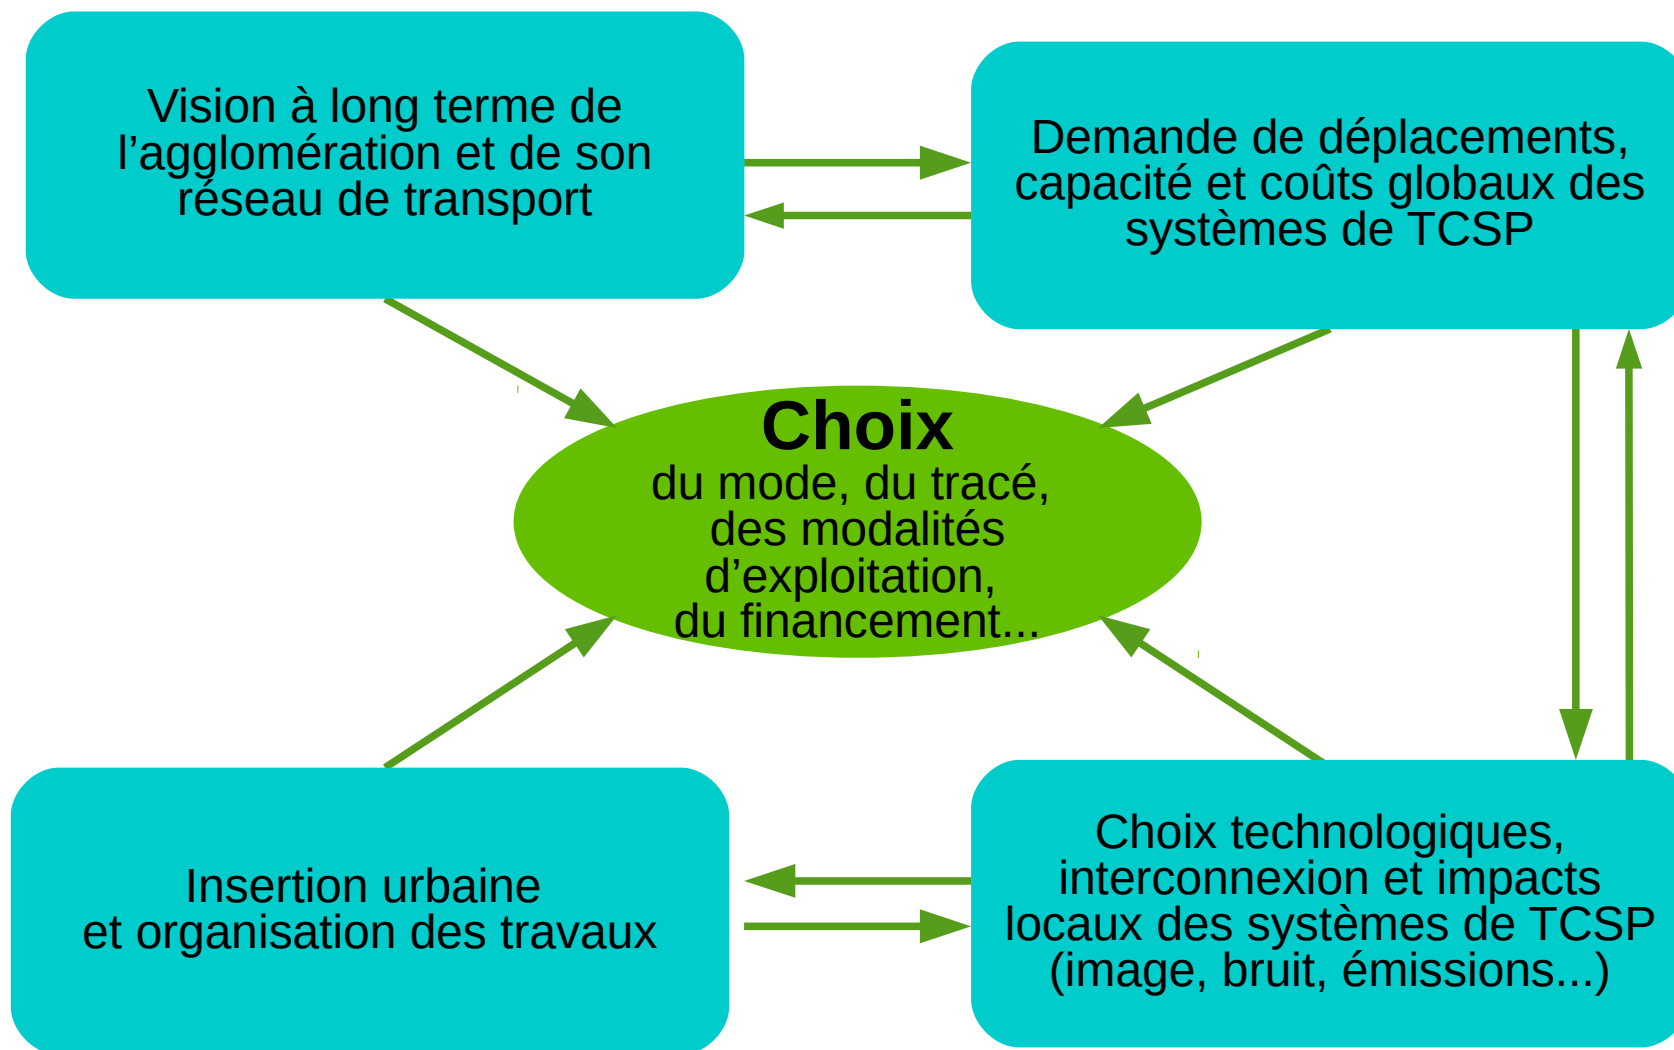 Vision à long terme de
l’agglomération et de son
réseau de transport
Demande de déplacements,
capacité et coûts globaux des
systèmes de TCSP
Choix
du mode, du tracé,
des modalités
d’exploitation,
du financement...
Insertion urbaine
et organisation des travaux
Choix technologiques,
interconnexion et impacts
locaux des systèmes de TCSP
(image, bruit, émissions...)